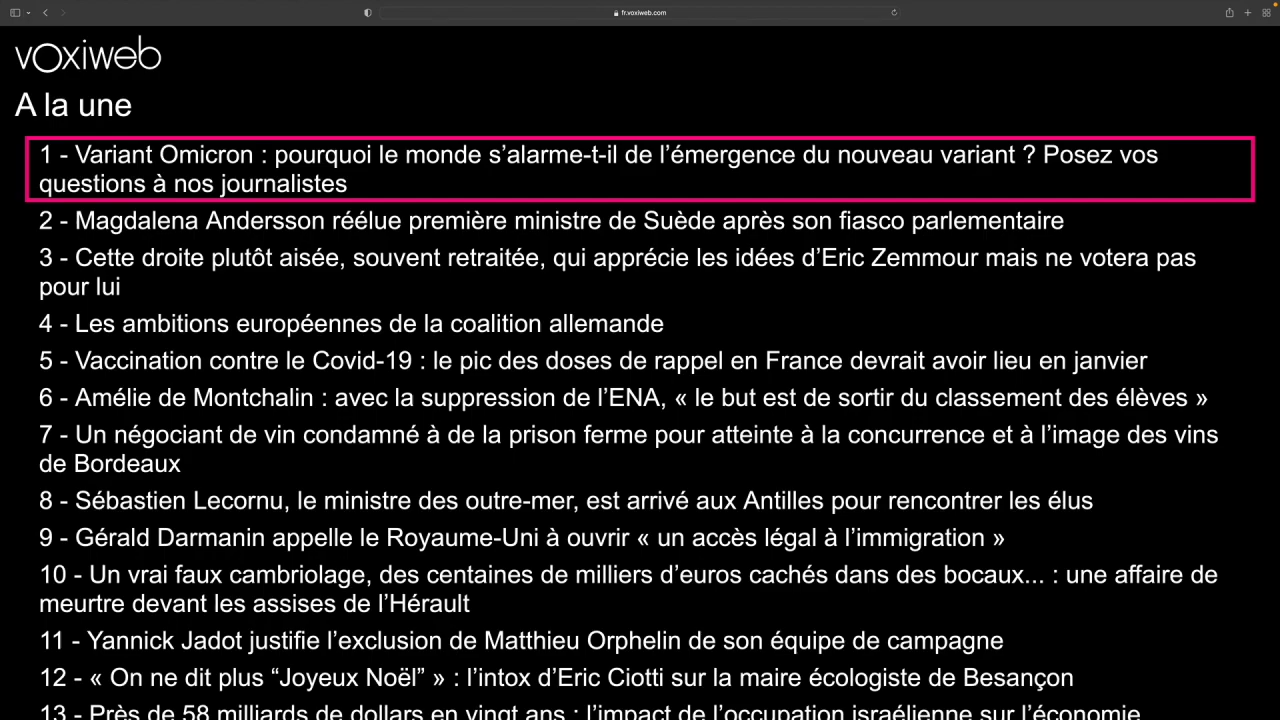 fr.voxiweb.com
voxiweb
A la une
1 - Variant Omicron : pourquoi le monde s’alarme-t-il de l’émergence du nouveau variant ? Posez vos
questions à nos journalistes
2 - Magdalena Andersson réélue première ministre de Suède après son fiasco parlementaire
3 - Cette droite plutôt aisée, souvent retraitée, qui apprécie les idées d’Eric Zemmour mais ne votera pas
pour lui
4 - Les ambitions européennes de la coalition allemande
5 - Vaccination contre le Covid-19 : le pic des doses de rappel en France devrait avoir lieu en janvier
6 - Amélie de Montchalin : avec la suppression de l’ENA, « le but est de sortir du classement des élèves »
7 - Un négociant de vin condamné à de la prison ferme pour atteinte à la concurrence et à l’image des vins
de Bordeaux
8 - Sébastien Lecornu, le ministre des outre-mer, est arrivé aux Antilles pour rencontrer les élus
9 - Gérald Darmanin appelle le Royaume-Uni à ouvrir « un accès légal à l’immigration »
10 - Un vrai faux cambriolage, des centaines de milliers d’euros cachés dans des bocaux... : une affaire de
meurtre devant les assises de l’Hérault
11 - Yannick Jadot justifie l’exclusion de Matthieu Orphelin de son équipe de campagne
12 - « On ne dit plus “Joyeux Noël” » : l’intox d’Eric Ciotti sur la maire écologiste de Besançon
13 - Près de 58 milliards de dollars en vingt ans : l’impact de l’occupation israélienne sur l’économie